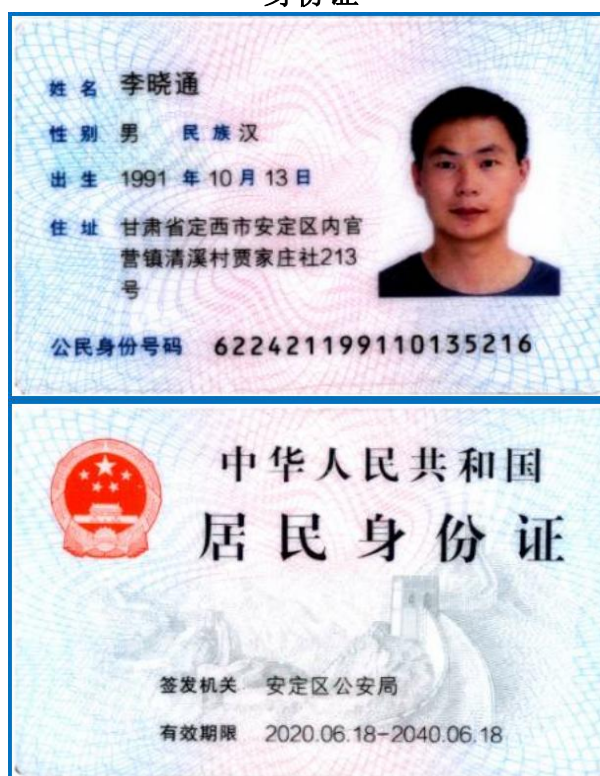 身份证
姓名 李晓通
性别 男 民族 汉
出生 1991 年 10 月 13 日
住址 甘肃省定西市安定区内官
营镇清溪村贾家庄社213
号
公民身份号码 622421199110135216
中华人民共和国
居民身份证
签发机关 安定区公安局
有效期限 2020.06.18-2040.06.18